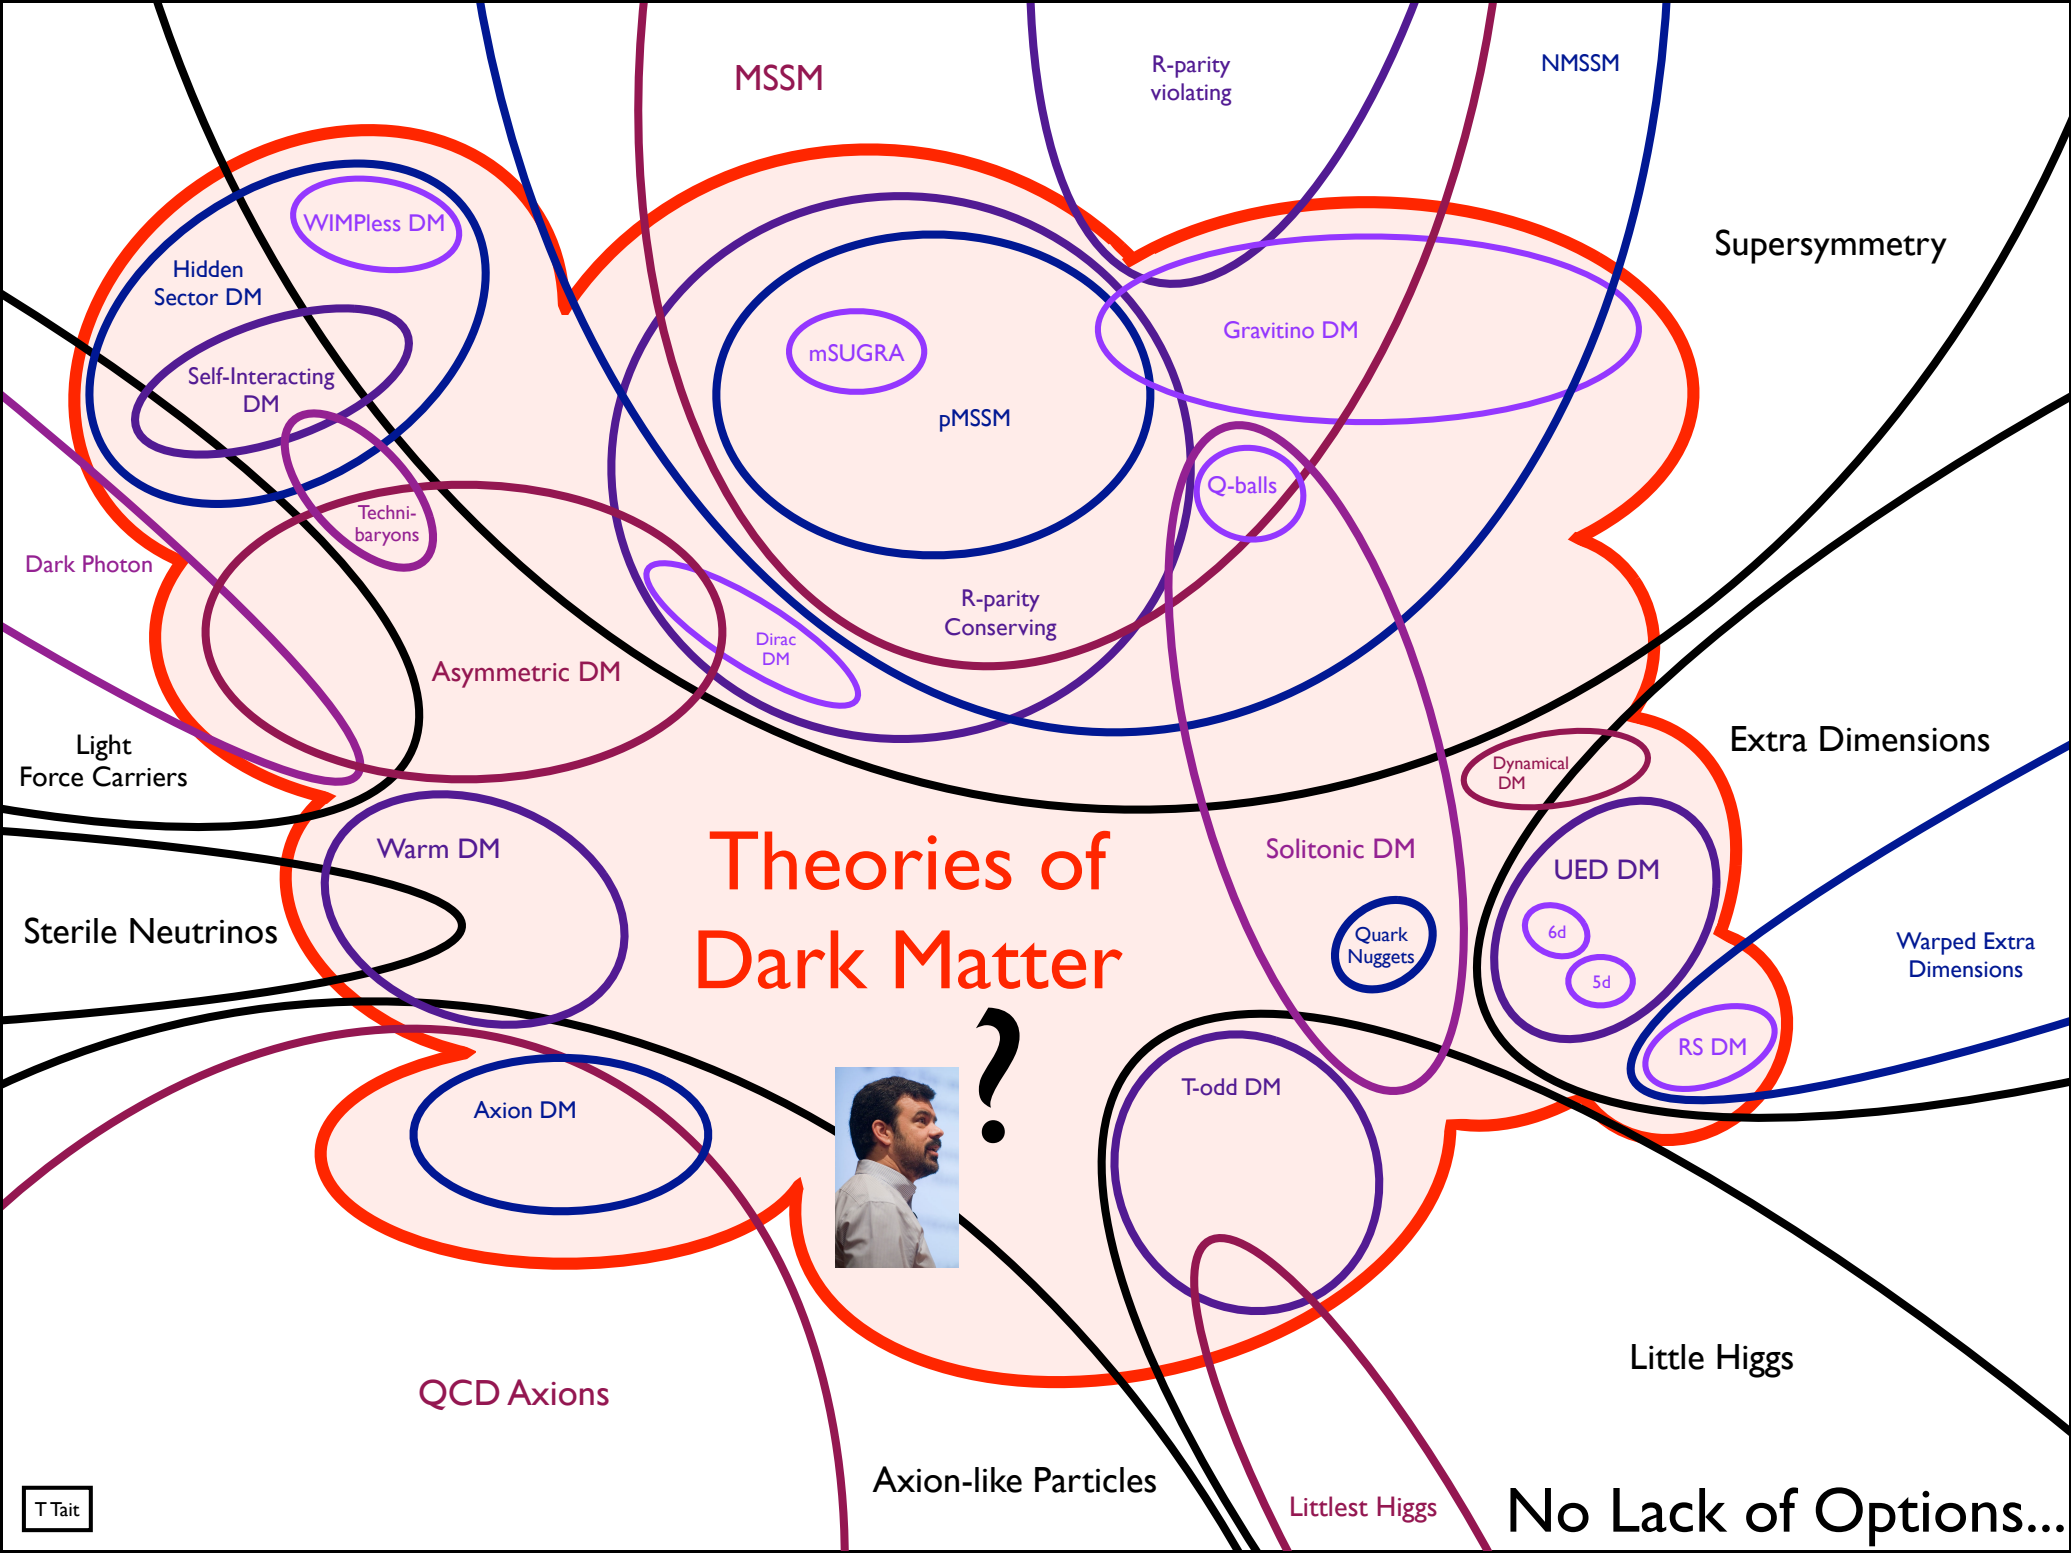 MSSM
R-parity
violating
NMSSM
WIMPless DM
Hidden
Sector DM
Supersymmetry
Gravitino DM
mSUGRA
Self-Interacting
DM
pMSSM
Q-balls
Techni-
baryons
Dark Photon
R-parity
Conserving
Dirac
DM
Asymmetric DM
Light
Force Carriers
Extra Dimensions
Dynamical
DM
Warm DM
Theories of
Dark Matter
?
Solitonic DM
UED DM
Sterile Neutrinos
Quark
Nuggets
6d
5d
Warped Extra
Dimensions
RS DM
T-odd DM
Axion DM
Little Higgs
QCD Axions
Axion-like Particles
Littlest Higgs
No Lack of Options...
T Tait